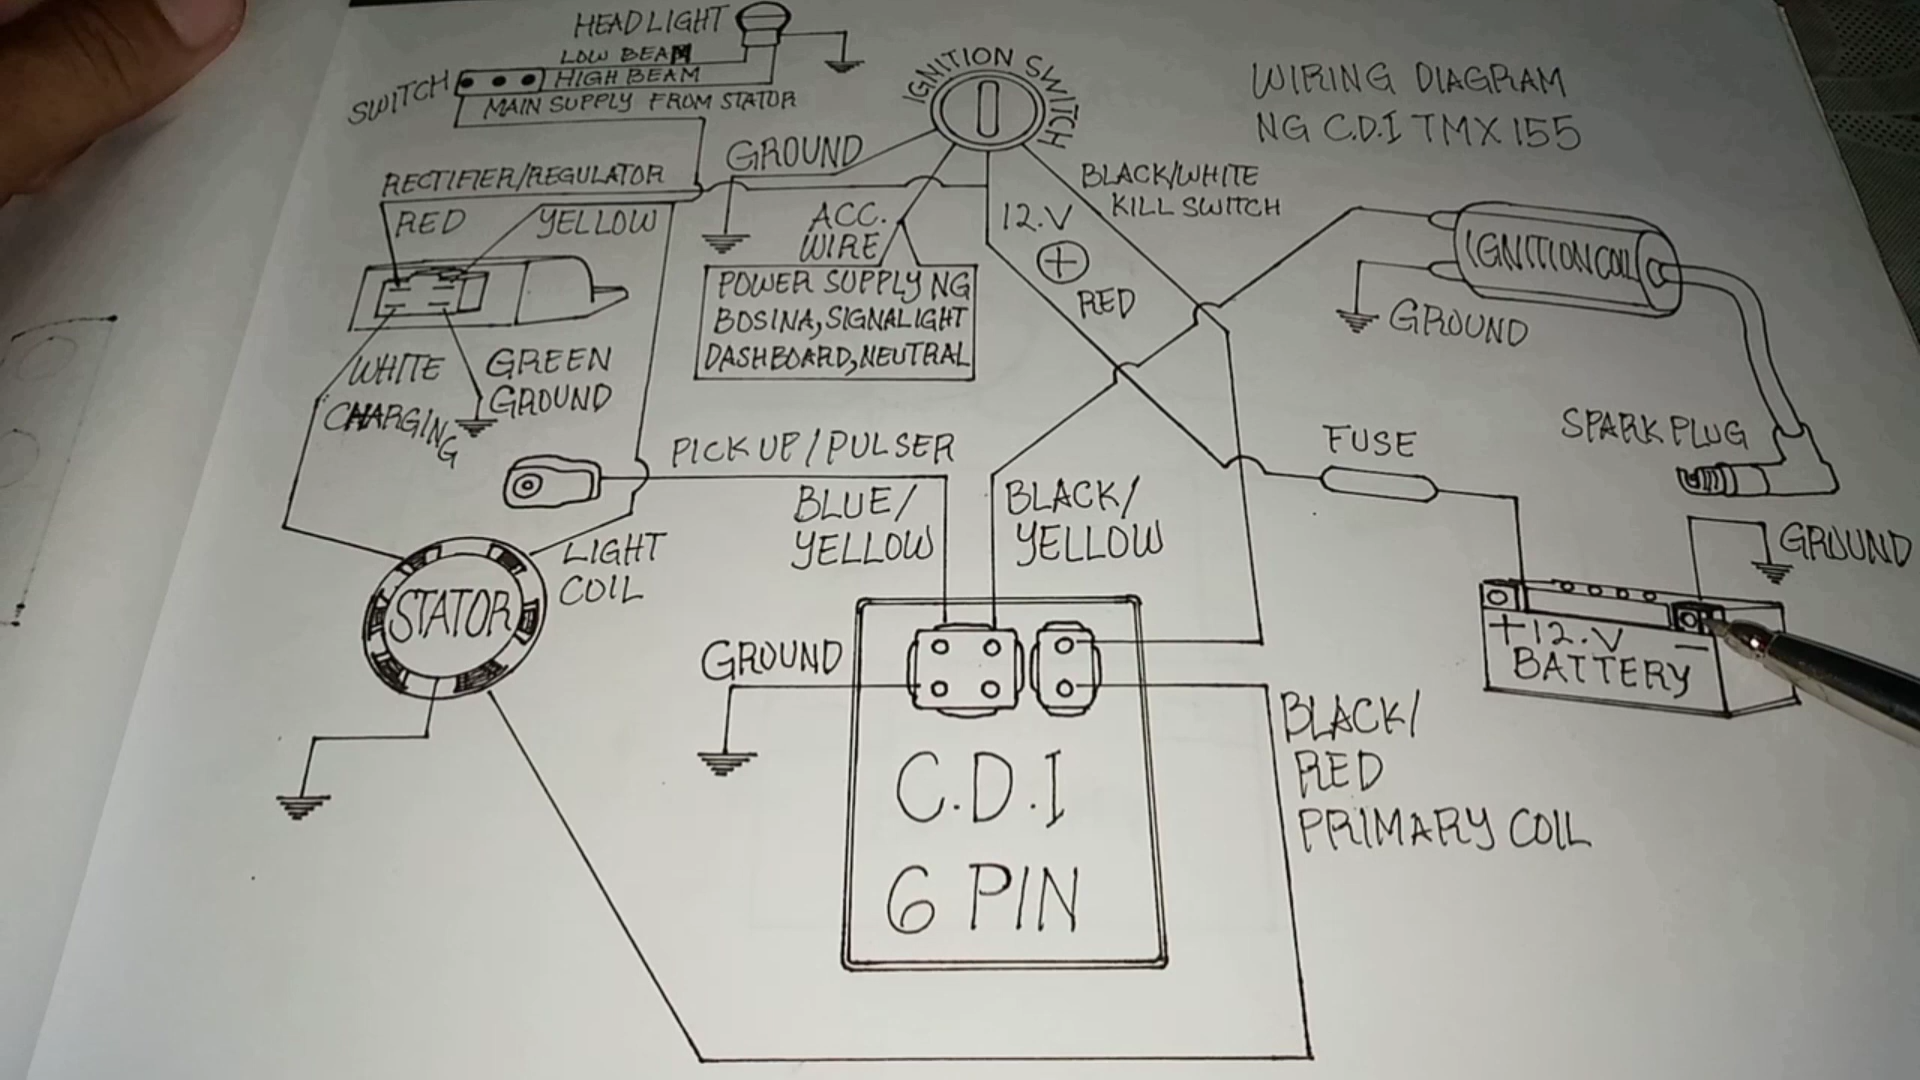 HEADLIGHT
LOW BEAM
SWITCH
HIGH BEAM
MAIN SUPPLY FROM STATOR
IGNITION SWITCH
WIRING DIAGRAM
NG C.D.I TMX 155
RECTIFIER/REGULATOR
RED
YELLOW
GROUND
ACC.
WIRE
12.V
+
RED
BLACK/WHITE
KILL SWITCH
POWER SUPPLY NG
BOSINA, SIGNALIGHT
DASHBOARD, NEUTRAL
IGNITION COIL
GROUND
WHITE
CHARGING
GREEN
GROUND
PICK UP/PULSER
BLUE/
YELLOW
BLACK/
YELLOW
FUSE
SPARK PLUG
GROUND
STATOR
LIGHT
COIL
GROUND
+ 12.V -
BATTERY
BLACK/
RED
PRIMARY COIL
C.D.I
6 PIN